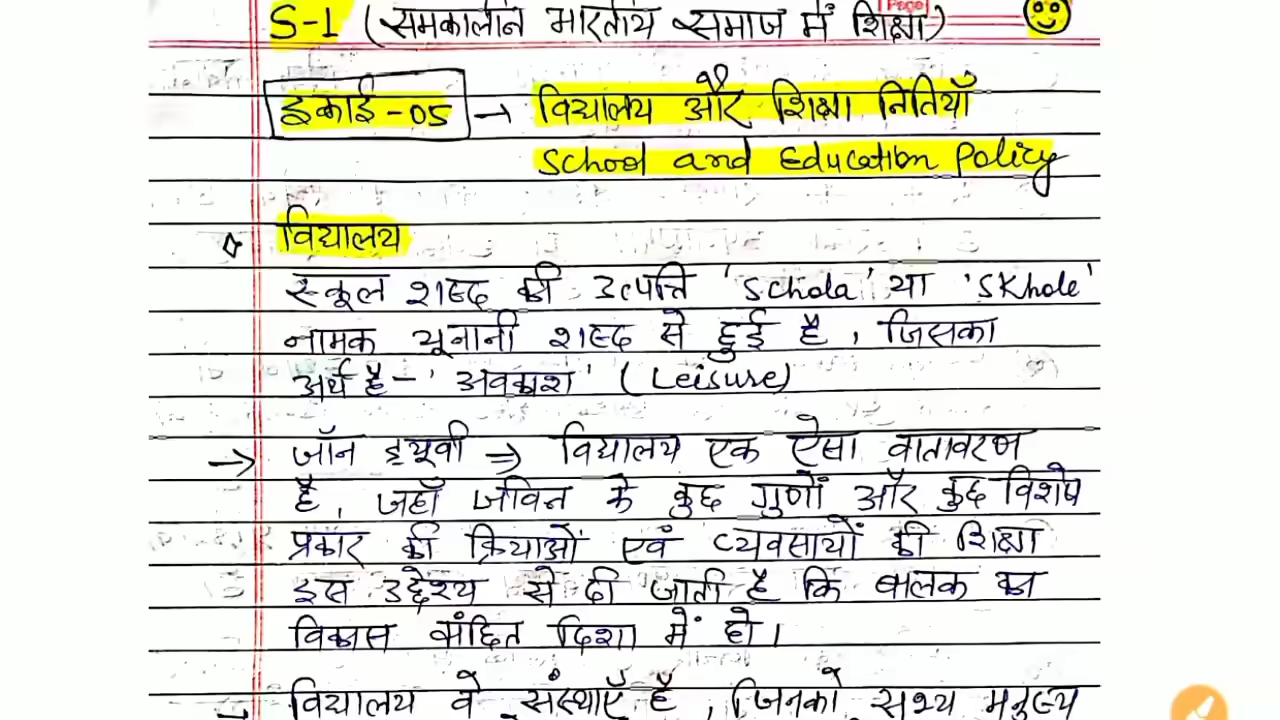 S-1 (समकालीन भारतीय समाज में शिक्षा)
Page
इकाई-05 → विद्यालय और शिक्षा नितियाँ
School and Education Policy
विद्यालय
स्कूल शब्द की उत्पत्ति 'Schola' या 'SKhole'
नामक यूनानी शब्द से हुई है, जिसका
अर्थ है - 'अवकाश' (Leisure)
→ जॉन ड्यूवी ⇒ विद्यालय एक ऐसा वातावरण
है, जहाँ जीवन के कुछ गुणों और कुछ विशेष
प्रकार की क्रियाओं एवं व्यवसायों की शिक्षा
इस उद्देश्य से दी जाती है कि बालक का
विकास वांछित दिशा में हो।
→ विद्यालय वे संस्थाएँ है, जिनको सभ्य मनुष्य